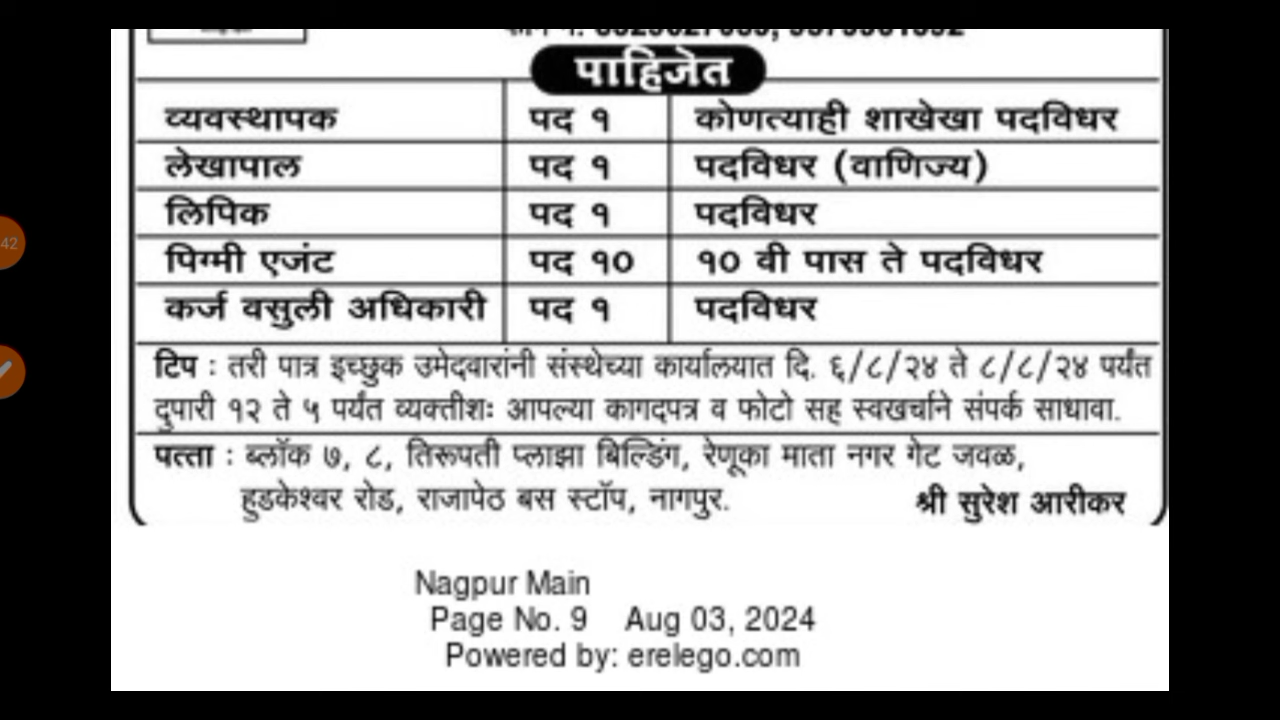 पाहिजेत
व्यवस्थापक पद १ कोणत्याही शाखेखा पदविधर
लेखापाल पद १ पदविधर (वाणिज्य)
लिपिक पद १ पदविधर
पिग्मी एजंट पद १० १० वी पास ते पदविधर
कर्ज वसुली अधिकारी पद १ पदविधर
टिप : तरी पात्र इच्छुक उमेदवारांनी संस्थेच्या कार्यालयात दि. ६/८/२४ ते ८/८/२४ पर्यंत
दुपारी १२ ते ५ पर्यंत व्यक्तीशः आपल्या कागदपत्र व फोटो सह स्वखर्चाने संपर्क साधावा.
पत्ता : ब्लॉक ७, ८, तिरूपती प्लाझा बिल्डिंग, रेणूका माता नगर गेट जवळ,
हुडकेश्वर रोड, राजापेठ बस स्टॉप, नागपुर. श्री सुरेश आरीकर
Nagpur Main
Page No. 9 Aug 03, 2024
Powered by: erelego.com
42